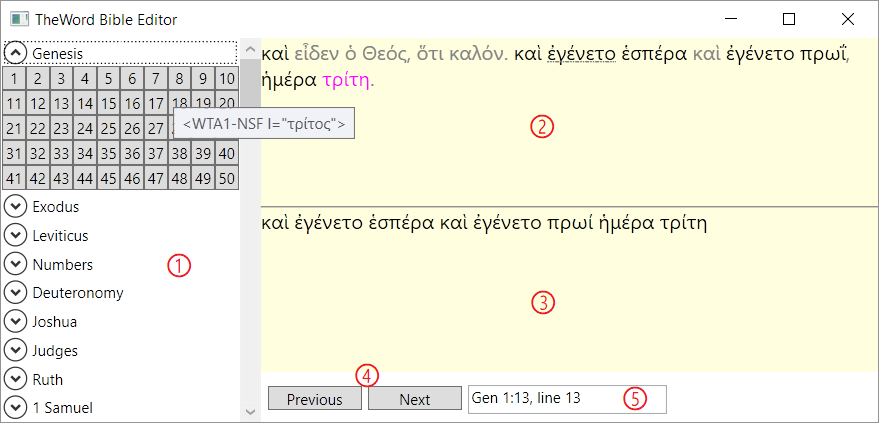 TheWord Bible Editor
Genesis
1 2 3 4 5 6 7 8 9 10
11 12 13 14 15 16 17 18 19 20
21 22 23 24 25 26 27
31 32 33 34 35 36 37 38 39 40
41 42 43 44 45 46 47 48 49 50
Exodus
Leviticus
Numbers
Deuteronomy
Joshua
Judges
Ruth
1 Samuel
1
καὶ εἶδεν ὁ Θεός, ὅτι καλόν. καὶ ἐγένετο ἑσπέρα καὶ ἐγένετο πρωΐ,
ἡμέρα τρίτη.
<WTA1-NSF l="τρίτος">
2
καὶ ἐγένετο ἑσπέρα καὶ ἐγένετο πρωί ἡμέρα τρίτη
3
4
Previous Next Gen 1:13, line 13 5